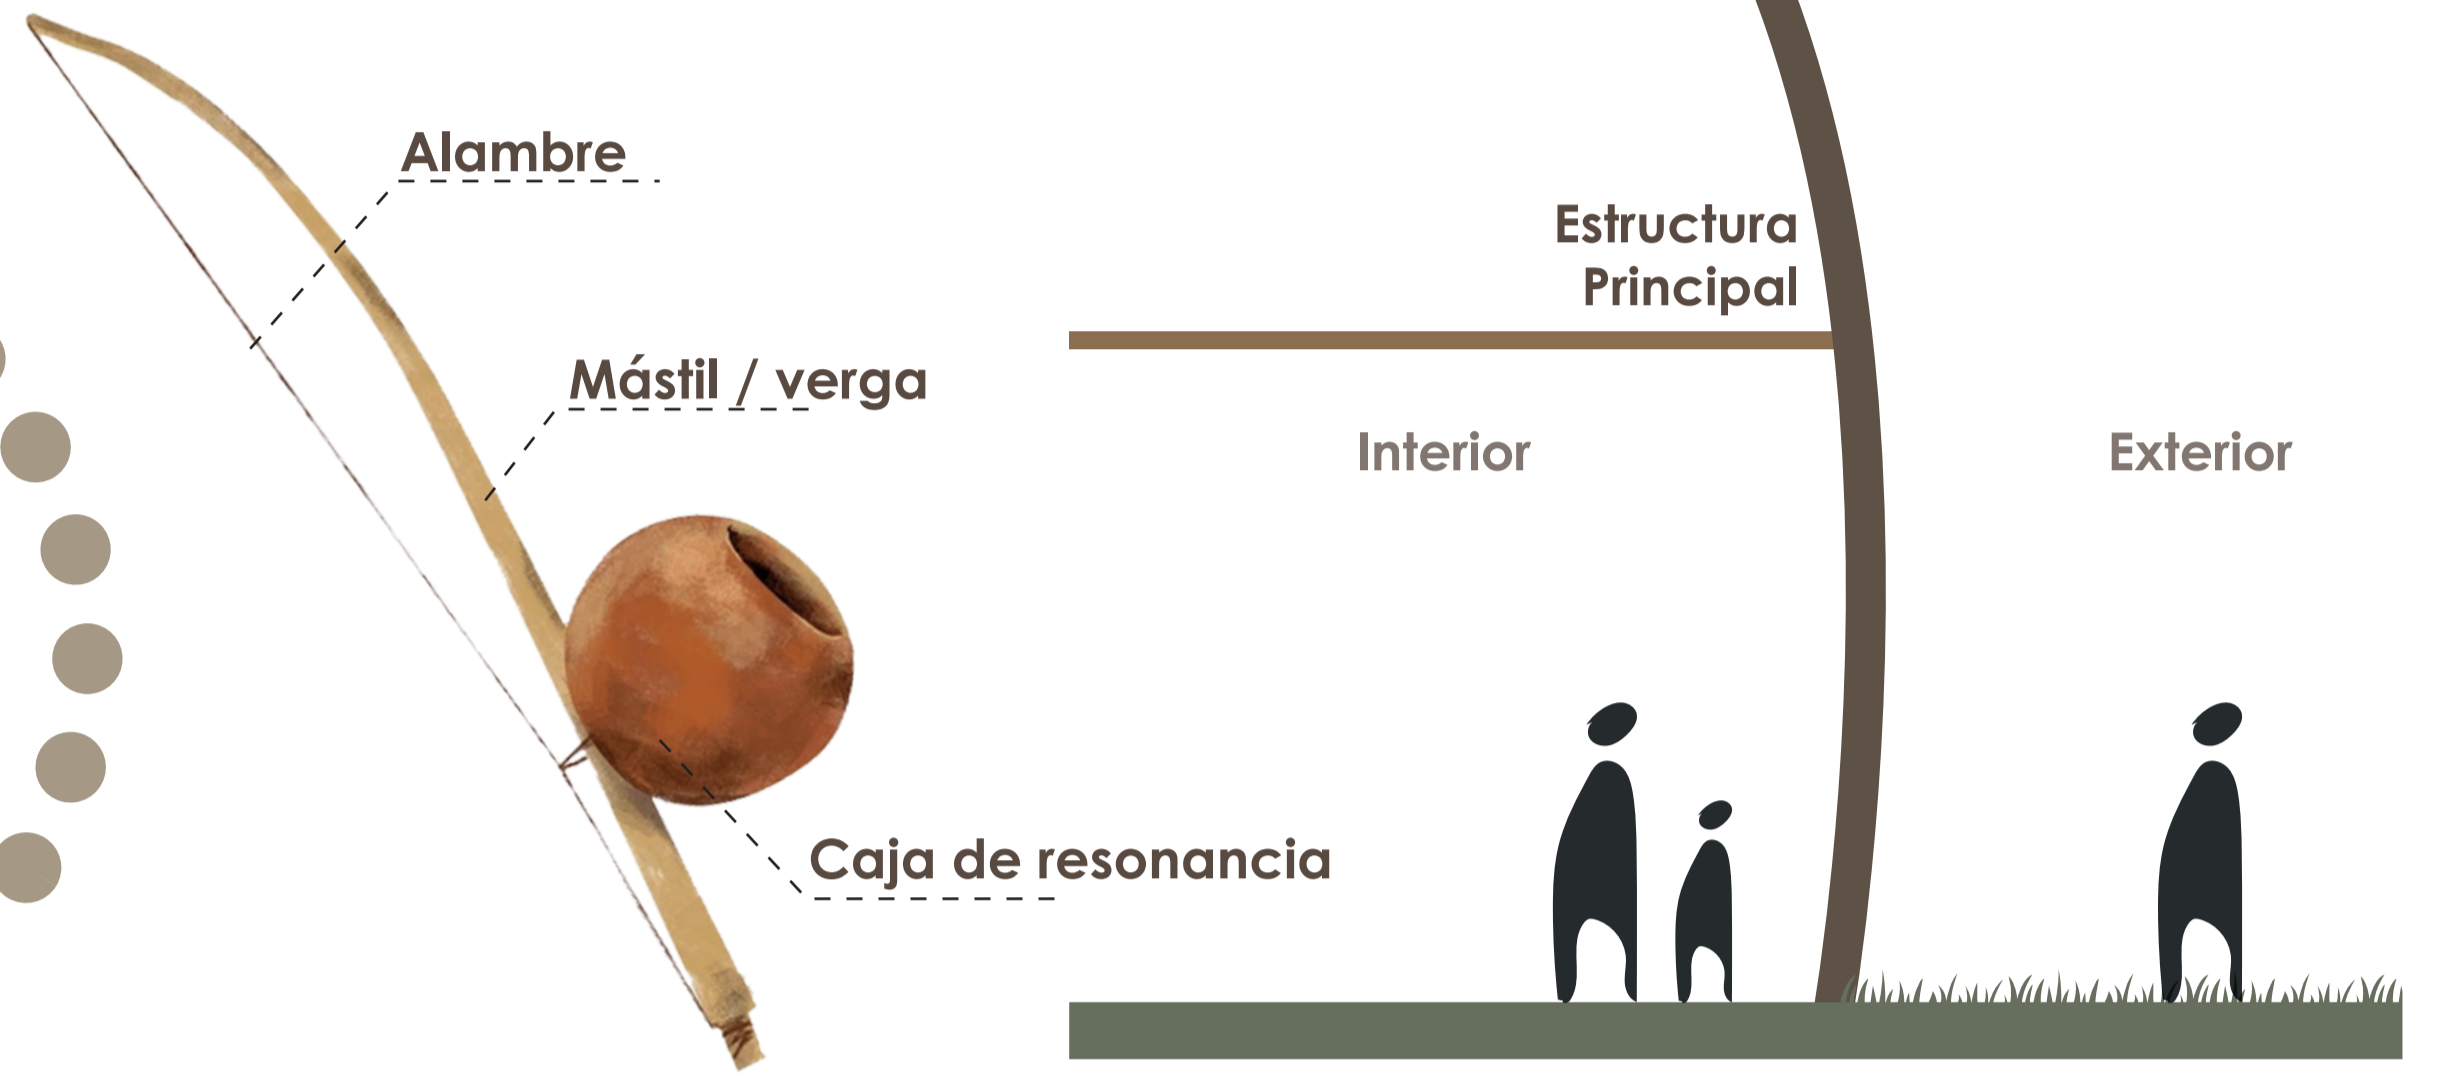 Alambre
Mástil / verga
Caja de resonancia
Estructura
Principal
Interior
Exterior